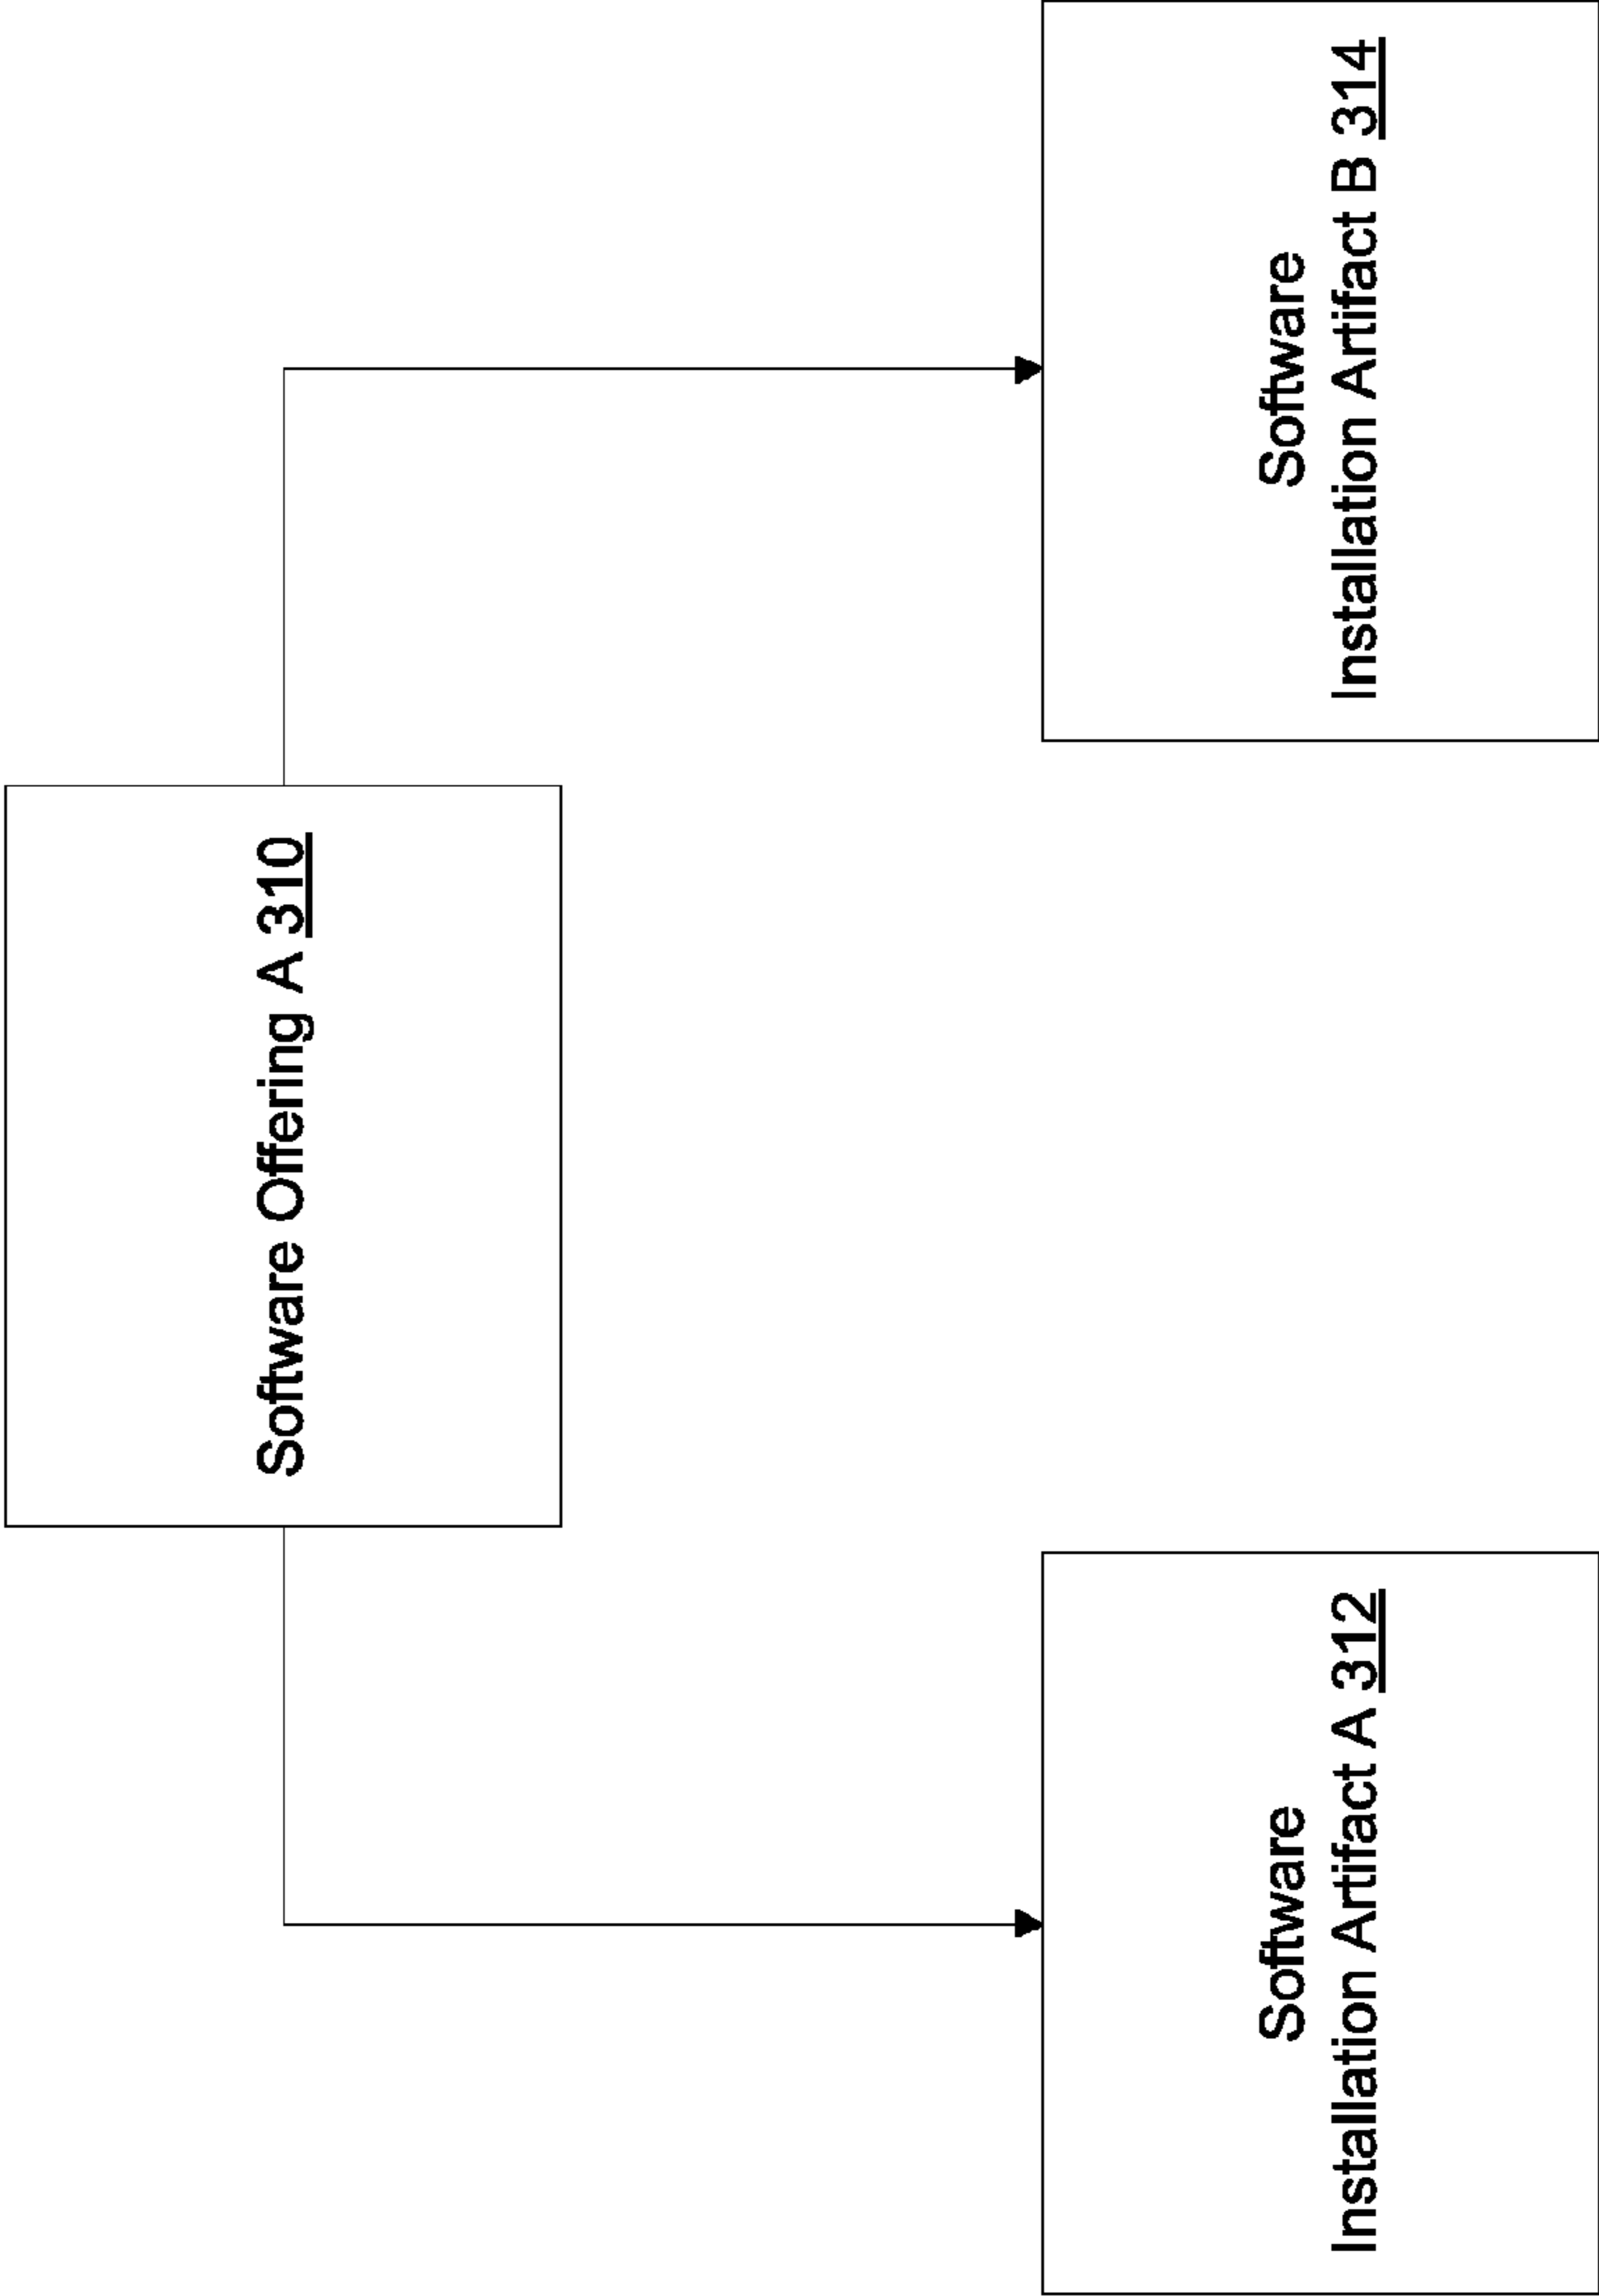 Software Offering A 310
Software
Installation Artifact A 312
Software
Installation Artifact B 314